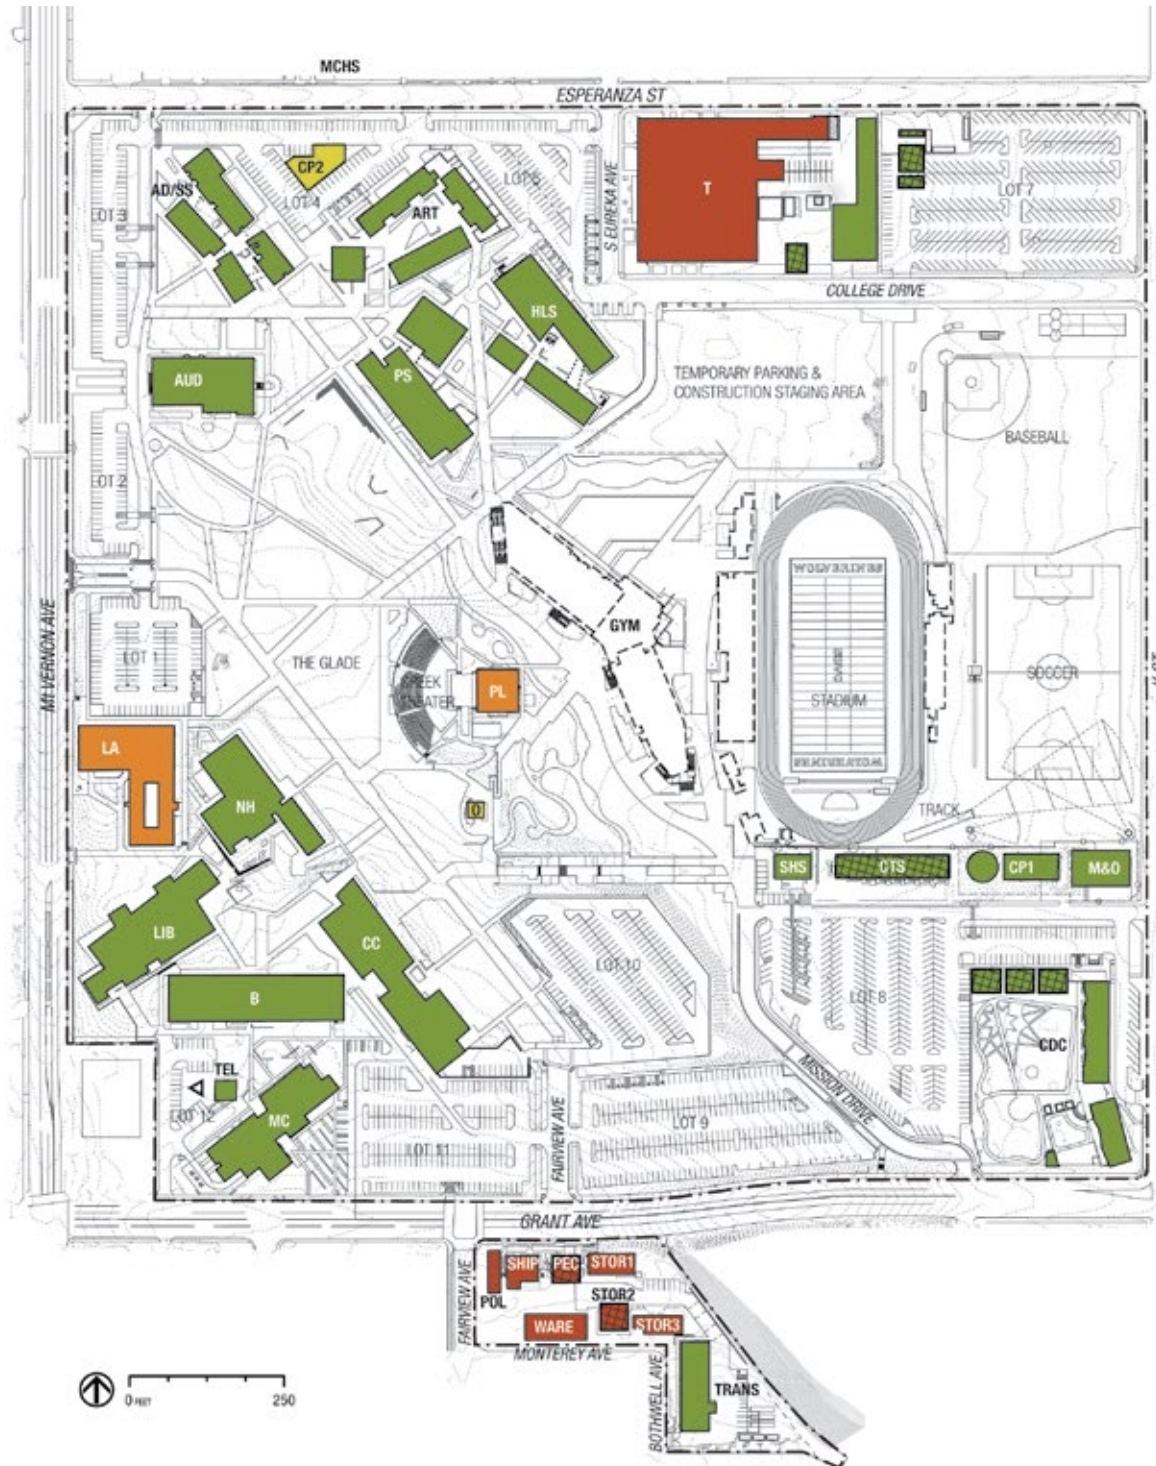 MCHS
ESPERANZA ST
CP2
AD/SS
LOT 4
LOT 3
ART
S EUREKA AVE
T
LOT 7
COLLEGE DRIVE
HLS
AUD
PS
TEMPORARY PARKING &
CONSTRUCTION STAGING AREA
BASEBALL
LOT 2
WOLVERINES
GYM
MT VERNON AVE
LOT 1
THE GLADE
GREEK
THEATER
PL
STADIUM
SOCCER
K ST
LA
NH
O
TRACK
SHS
CTS
CP1
M&O
LIB
CC
LOT 10
B
LOT 8
CDC
TEL
LOT 12
MC
LOT 11
FAIRVIEW AVE
LOT 9
MISSION DRIVE
GRANT AVE
SHIP
PEC
STOR1
POL
STOR2
FAIRVIEW AVE
WARE
STOR3
MONTEREY AVE
BOTHWELL AVE
TRANS
0 FEET
250